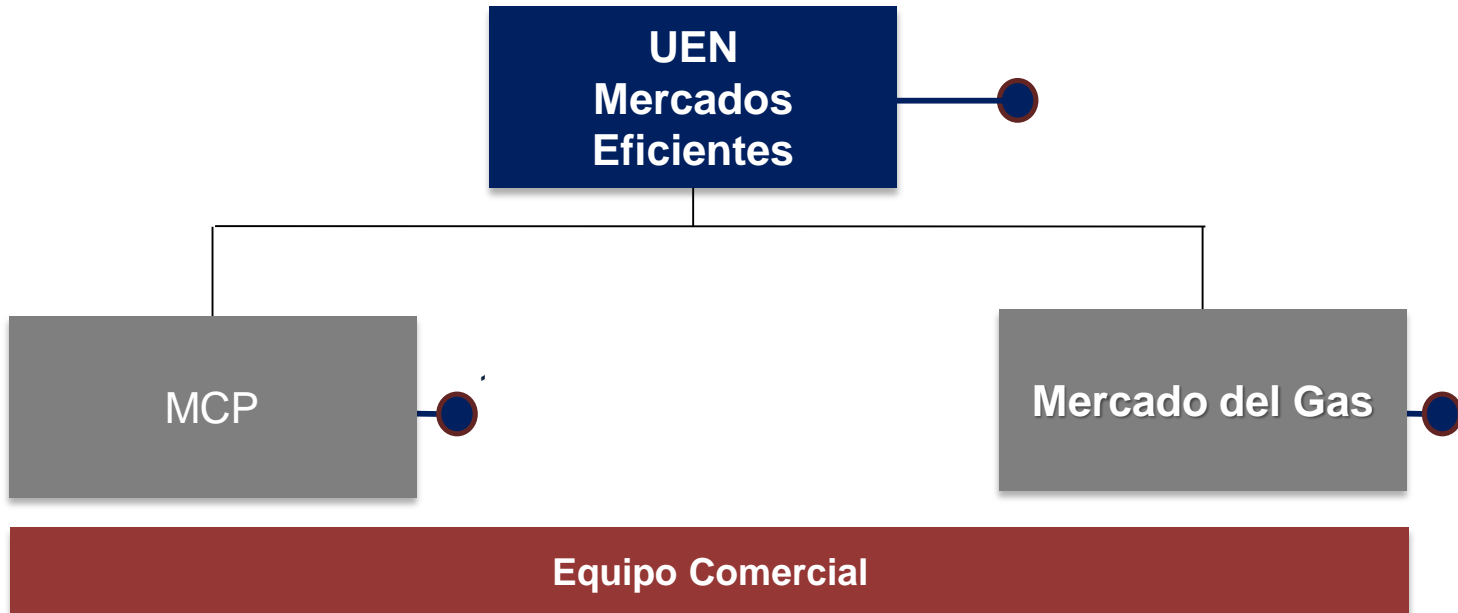 UEN
Mercados
Eficientes
MCP
Mercado del Gas
Equipo Comercial